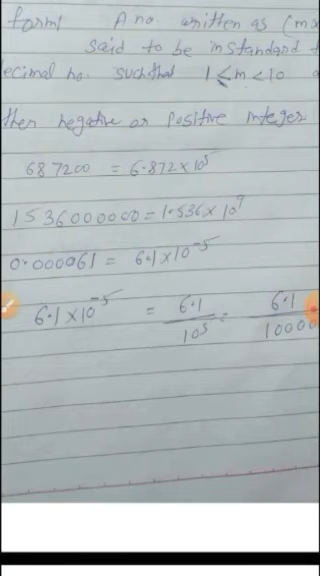 form A no. written as (m×
said to be in standard f
decimal no. such that 1 ≤ m < 10
then negative or positive integer
687200 = 6.872×10⁵
1536000000 = 1.536×10⁹
0.000061 = 6.1×10⁻⁵
6.1×10⁻⁵ = 6.1/10⁵ = 6.1/10000